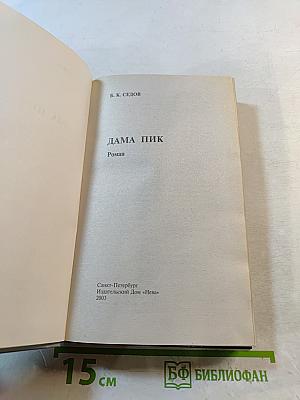 Б. К. СЕДОВ
ДАМА ПИК
Роман
Санкт-Петербург
Издательский Дом «Нева»
2003
15 см
БФ БИБЛИОФАН